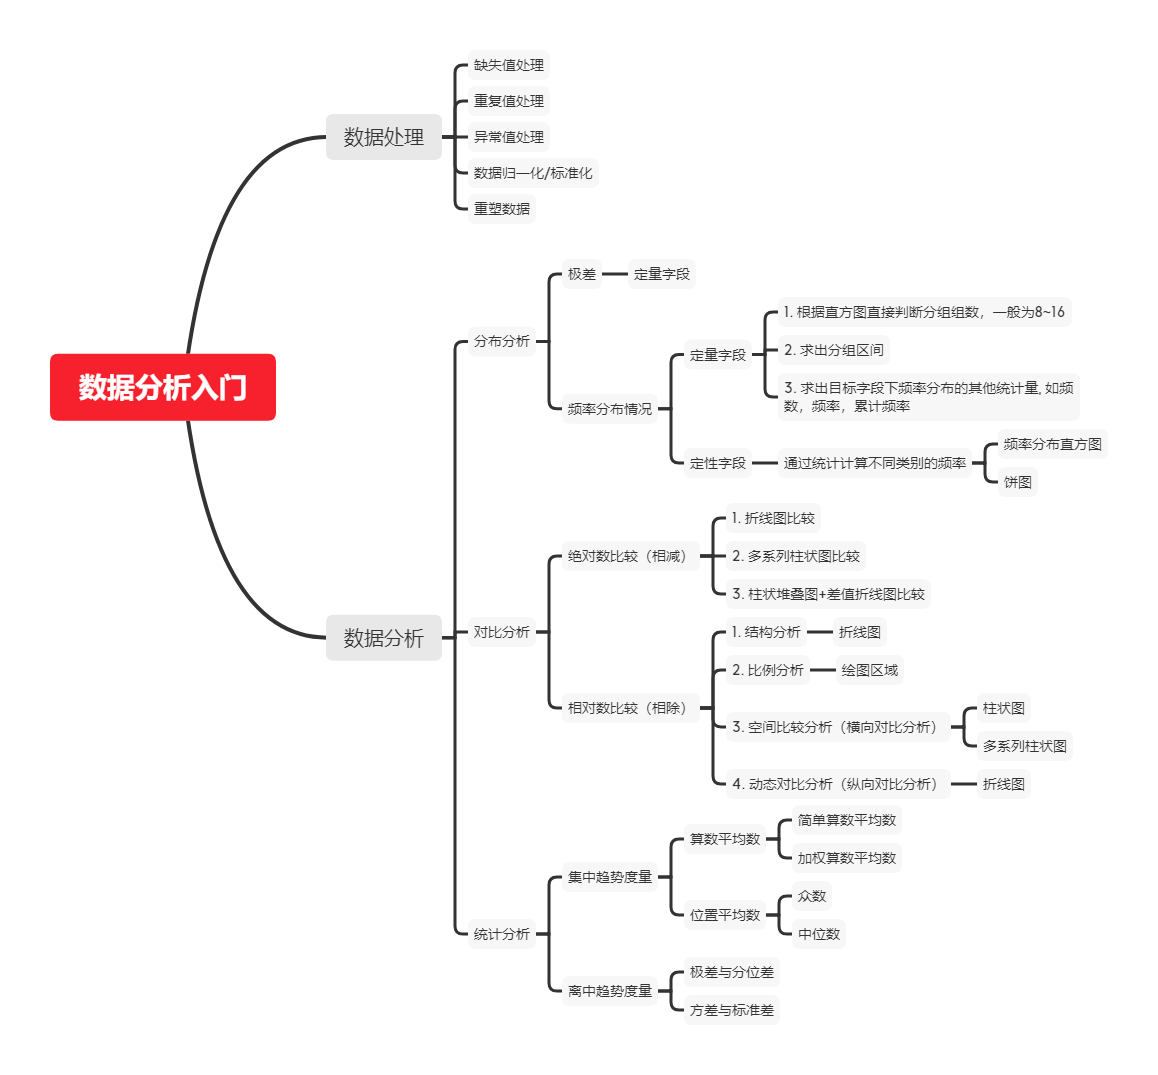 数据分析入门
数据处理
缺失值处理
重复值处理
异常值处理
数据归一化/标准化
重塑数据
数据分析
分布分析
极差
定量字段
频率分布情况
定量字段
1. 根据直方图直接判断分组组数，一般为8~16
2. 求出分组区间
3. 求出目标字段下频率分布的其他统计量, 如频
数，频率，累计频率
定性字段
通过统计计算不同类别的频率
频率分布直方图
饼图
对比分析
绝对数比较（相减）
1. 折线图比较
2. 多系列柱状图比较
3. 柱状堆叠图+差值折线图比较
相对数比较（相除）
1. 结构分析
折线图
2. 比例分析
绘图区域
3. 空间比较分析（横向对比分析）
柱状图
多系列柱状图
4. 动态对比分析（纵向对比分析）
折线图
统计分析
集中趋势度量
算数平均数
简单算数平均数
加权算数平均数
位置平均数
众数
中位数
离中趋势度量
极差与分位差
方差与标准差